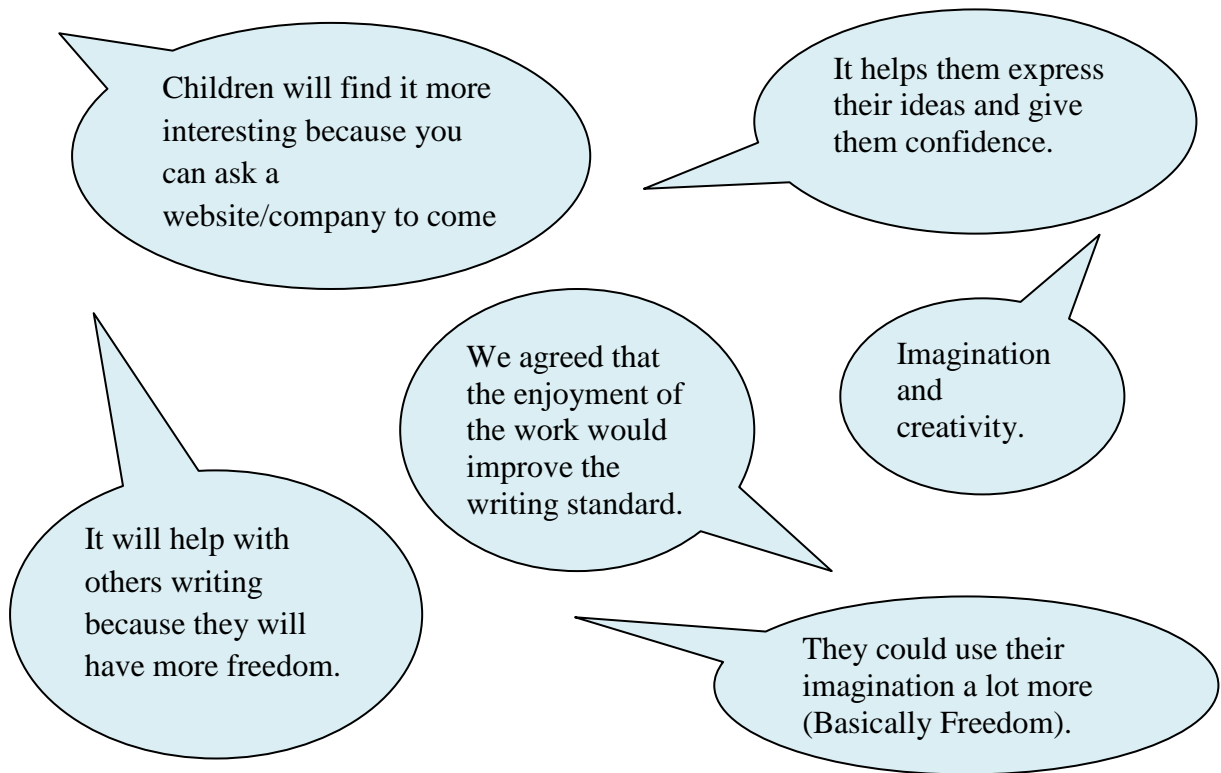 Children will find it more
interesting because you
can ask a
website/company to come
It helps them express
their ideas and give
them confidence.
Imagination
and
creativity.
We agreed that
the enjoyment of
the work would
improve the
writing standard.
It will help with
others writing
because they will
have more freedom.
They could use their
imagination a lot more
(Basically Freedom).